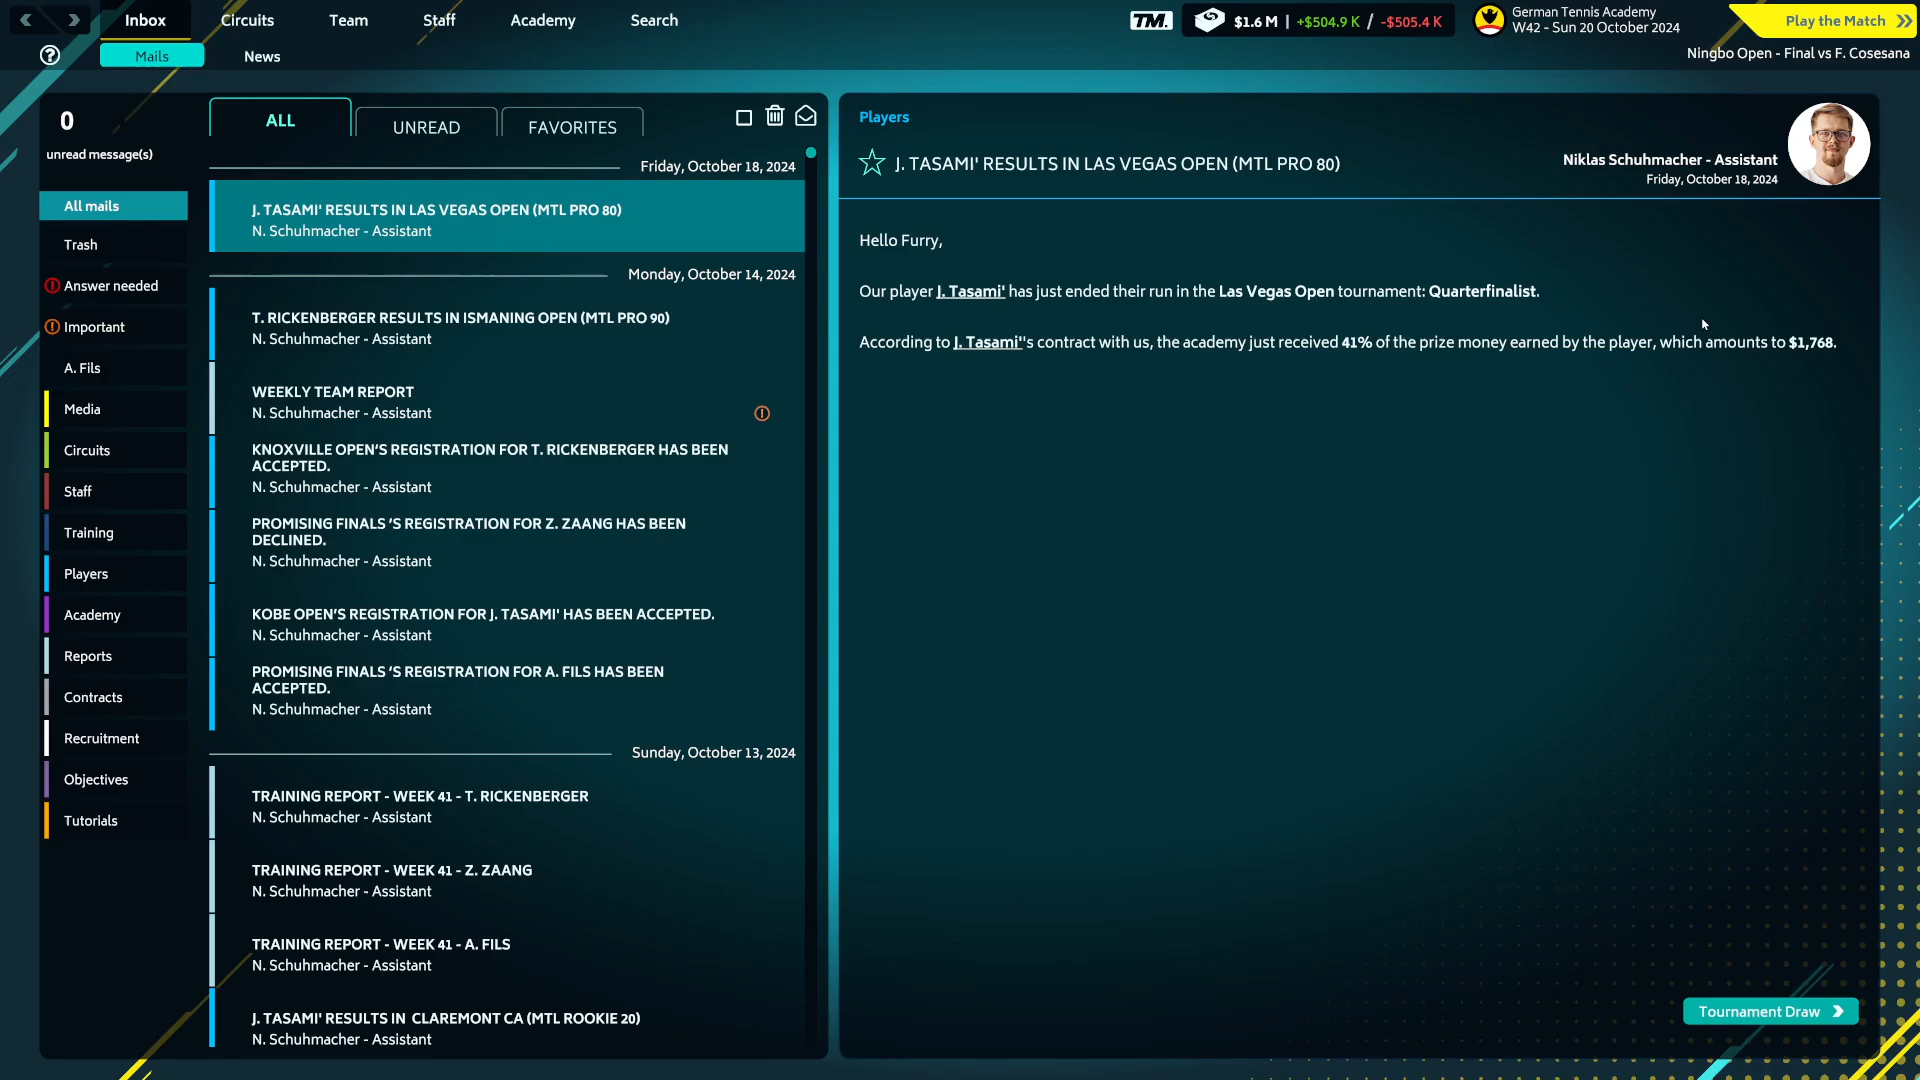 Inbox
Circuits
Team
Staff
Academy
Search
TM.
$1.6 M | +$504.9 K / -$505.4 K
German Tennis Academy
W42 - Sun 20 October 2024
Play the Match
Mails
News
Ningbo Open - Final vs F. Cosesana
0
unread message(s)
All mails
Trash
Answer needed
Important
A. Fils
Media
Circuits
Staff
Training
Players
Academy
Reports
Contracts
Recruitment
Objectives
Tutorials
ALL
UNREAD
FAVORITES
Friday, October 18, 2024
J. TASAMI' RESULTS IN LAS VEGAS OPEN (MTL PRO 80)
N. Schuhmacher - Assistant
Monday, October 14, 2024
T. RICKENBERGER RESULTS IN ISMANING OPEN (MTL PRO 90)
N. Schuhmacher - Assistant
WEEKLY TEAM REPORT
N. Schuhmacher - Assistant
KNOXVILLE OPEN'S REGISTRATION FOR T. RICKENBERGER HAS BEEN
ACCEPTED.
N. Schuhmacher - Assistant
PROMISING FINALS 'S REGISTRATION FOR Z. ZAANG HAS BEEN
DECLINED.
N. Schuhmacher - Assistant
KOBE OPEN'S REGISTRATION FOR J. TASAMI' HAS BEEN ACCEPTED.
N. Schuhmacher - Assistant
PROMISING FINALS 'S REGISTRATION FOR A. FILS HAS BEEN
ACCEPTED.
N. Schuhmacher - Assistant
Sunday, October 13, 2024
TRAINING REPORT - WEEK 41 - T. RICKENBERGER
N. Schuhmacher - Assistant
TRAINING REPORT - WEEK 41 - Z. ZAANG
N. Schuhmacher - Assistant
TRAINING REPORT - WEEK 41 - A. FILS
N. Schuhmacher - Assistant
J. TASAMI' RESULTS IN  CLAREMONT CA (MTL ROOKIE 20)
N. Schuhmacher - Assistant
Players
J. TASAMI' RESULTS IN LAS VEGAS OPEN (MTL PRO 80)
Niklas Schuhmacher - Assistant
Friday, October 18, 2024
Hello Furry,
Our player J. Tasami' has just ended their run in the Las Vegas Open tournament: Quarterfinalist.
According to J. Tasami''s contract with us, the academy just received 41% of the prize money earned by the player, which amounts to $1,768.
Tournament Draw